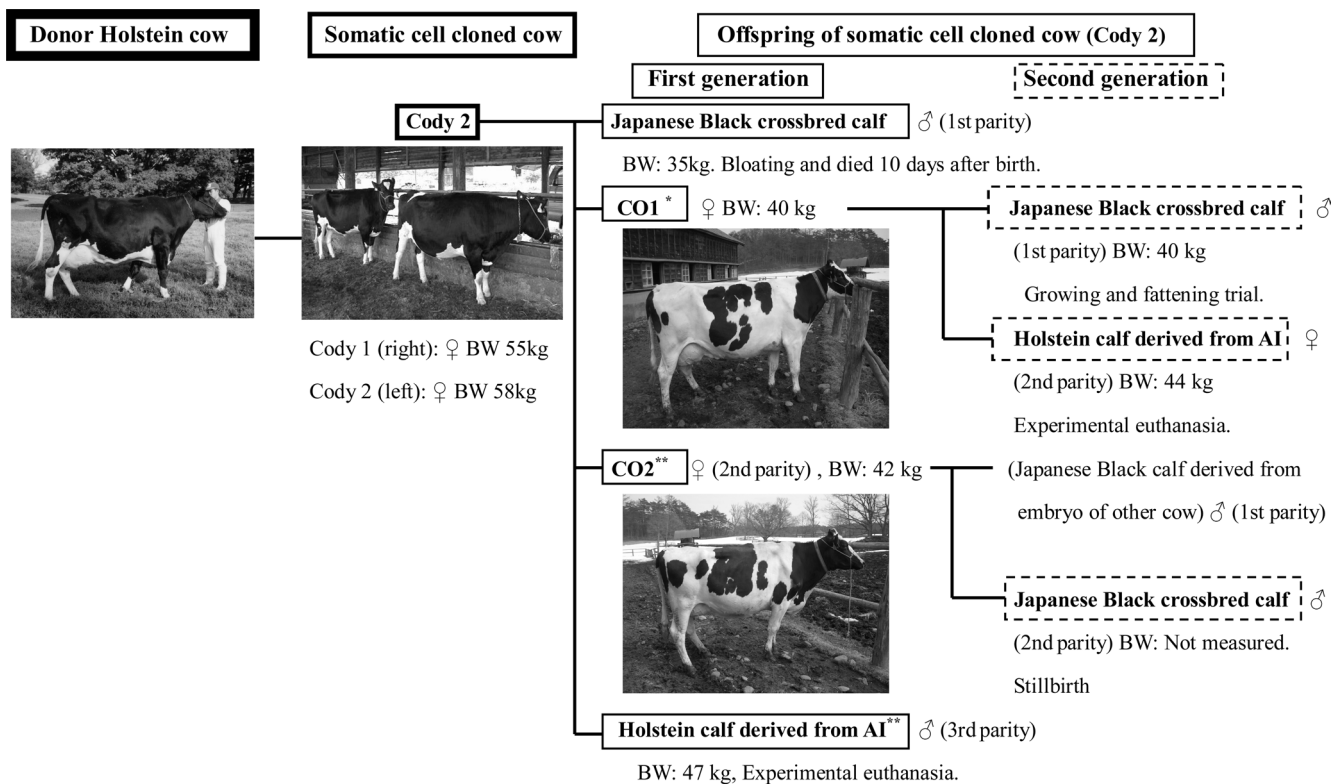 Donor Holstein cow
Somatic cell cloned cow
Offspring of somatic cell cloned cow (Cody 2)
First generation
Second generation
Cody 2
Japanese Black crossbred calf ♂ (1st parity)
BW: 35kg. Bloating and died 10 days after birth.
CO1 * ♀ BW: 40 kg
Japanese Black crossbred calf ♂
(1st parity) BW: 40 kg
Growing and fattening trial.
Holstein calf derived from AI ♀
(2nd parity) BW: 44 kg
Experimental euthanasia.
Cody 1 (right): ♀ BW 55kg
Cody 2 (left): ♀ BW 58kg
CO2** ♀ (2nd parity) , BW: 42 kg
(Japanese Black calf derived from
embryo of other cow) ♂ (1st parity)
Japanese Black crossbred calf ♂
(2nd parity) BW: Not measured.
Stillbirth
Holstein calf derived from AI** ♂ (3rd parity)
BW: 47 kg, Experimental euthanasia.